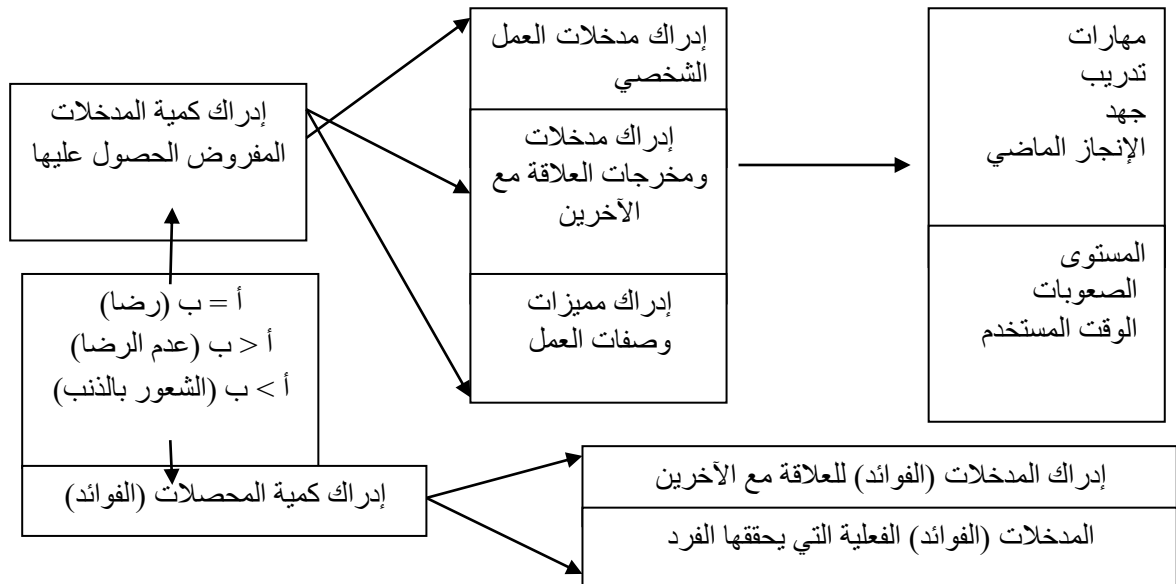 إدراك كمية المدخلات
المفروض الحصول عليها
أ = ب (رضا)
أ > ب (عدم الرضا)
أ < ب (الشعور بالذنب)
إدراك كمية المحصلات (الفوائد)
إدراك مدخلات العمل
الشخصي
إدراك مدخلات
ومخرجات العلاقة مع
الآخرين
إدراك مميزات
وصفات العمل
مهارات
تدريب
جهد
الإنجاز الماضي
المستوى
الصعوبات
الوقت المستخدم
إدراك المدخلات (الفوائد) للعلاقة مع الآخرين
المدخلات (الفوائد) الفعلية التي يحققها الفرد